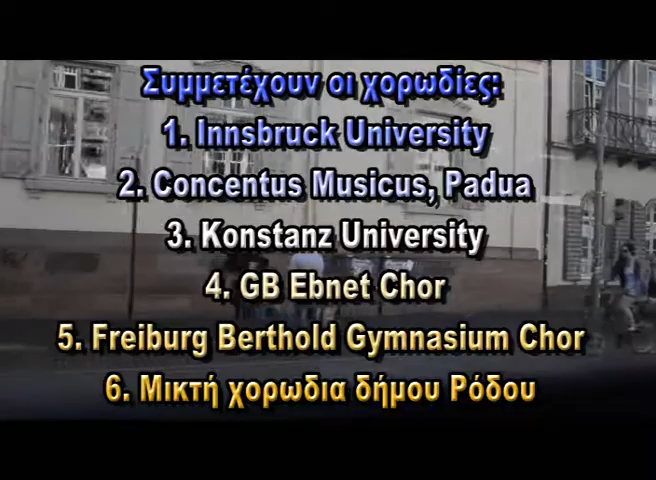 Συμμετέχουν οι χορωδίες:
1. Innsbruck University
2. Concentus Musicus, Padua
3. Konstanz University
4. GB Ebnet Chor
5. Freiburg Berthold Gymnasium Chor
6. Μικτή χορωδια δήμου Ρόδου